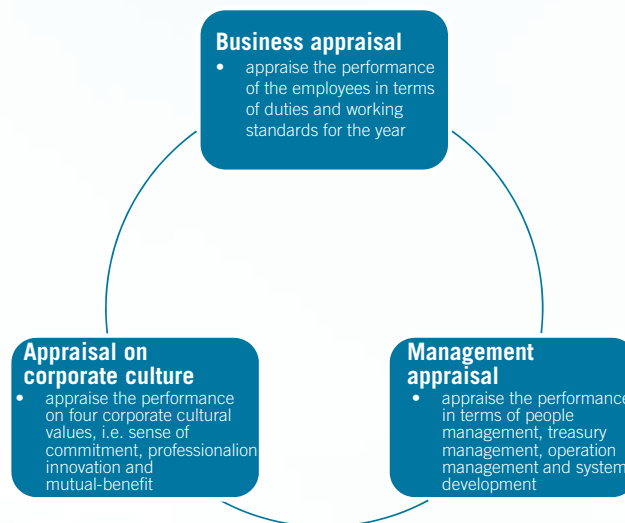 Business appraisal
• appraise the performance
of the employees in terms
of duties and working
standards for the year
Appraisal on
corporate culture
• appraise the performance
on four corporate cultural
values, i.e. sense of
commitment, professionalion
innovation and
mutual-benefit
Management
appraisal
• appraise the performance
in terms of people
management, treasury
management, operation
management and system
development